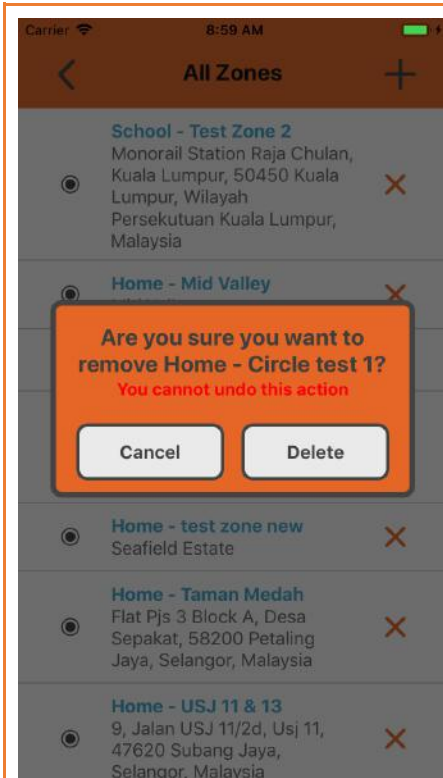 Carrier 8:59 AM
All Zones
School - Test Zone 2
Monorail Station Raja Chulan,
Kuala Lumpur, 50450 Kuala
Lumpur, Wilayah
Persekutuan Kuala Lumpur,
Malaysia
Home - Mid Valley
Are you sure you want to
remove Home - Circle test 1?
You cannot undo this action
Cancel Delete
Home - test zone new
Seafield Estate
Home - Taman Medah
Flat Pjs 3 Block A, Desa
Sepakat, 58200 Petaling
Jaya, Selangor, Malaysia
Home - USJ 11 & 13
9, Jalan USJ 11/2d, Usj 11,
47620 Subang Jaya,
Selangor, Malaysia